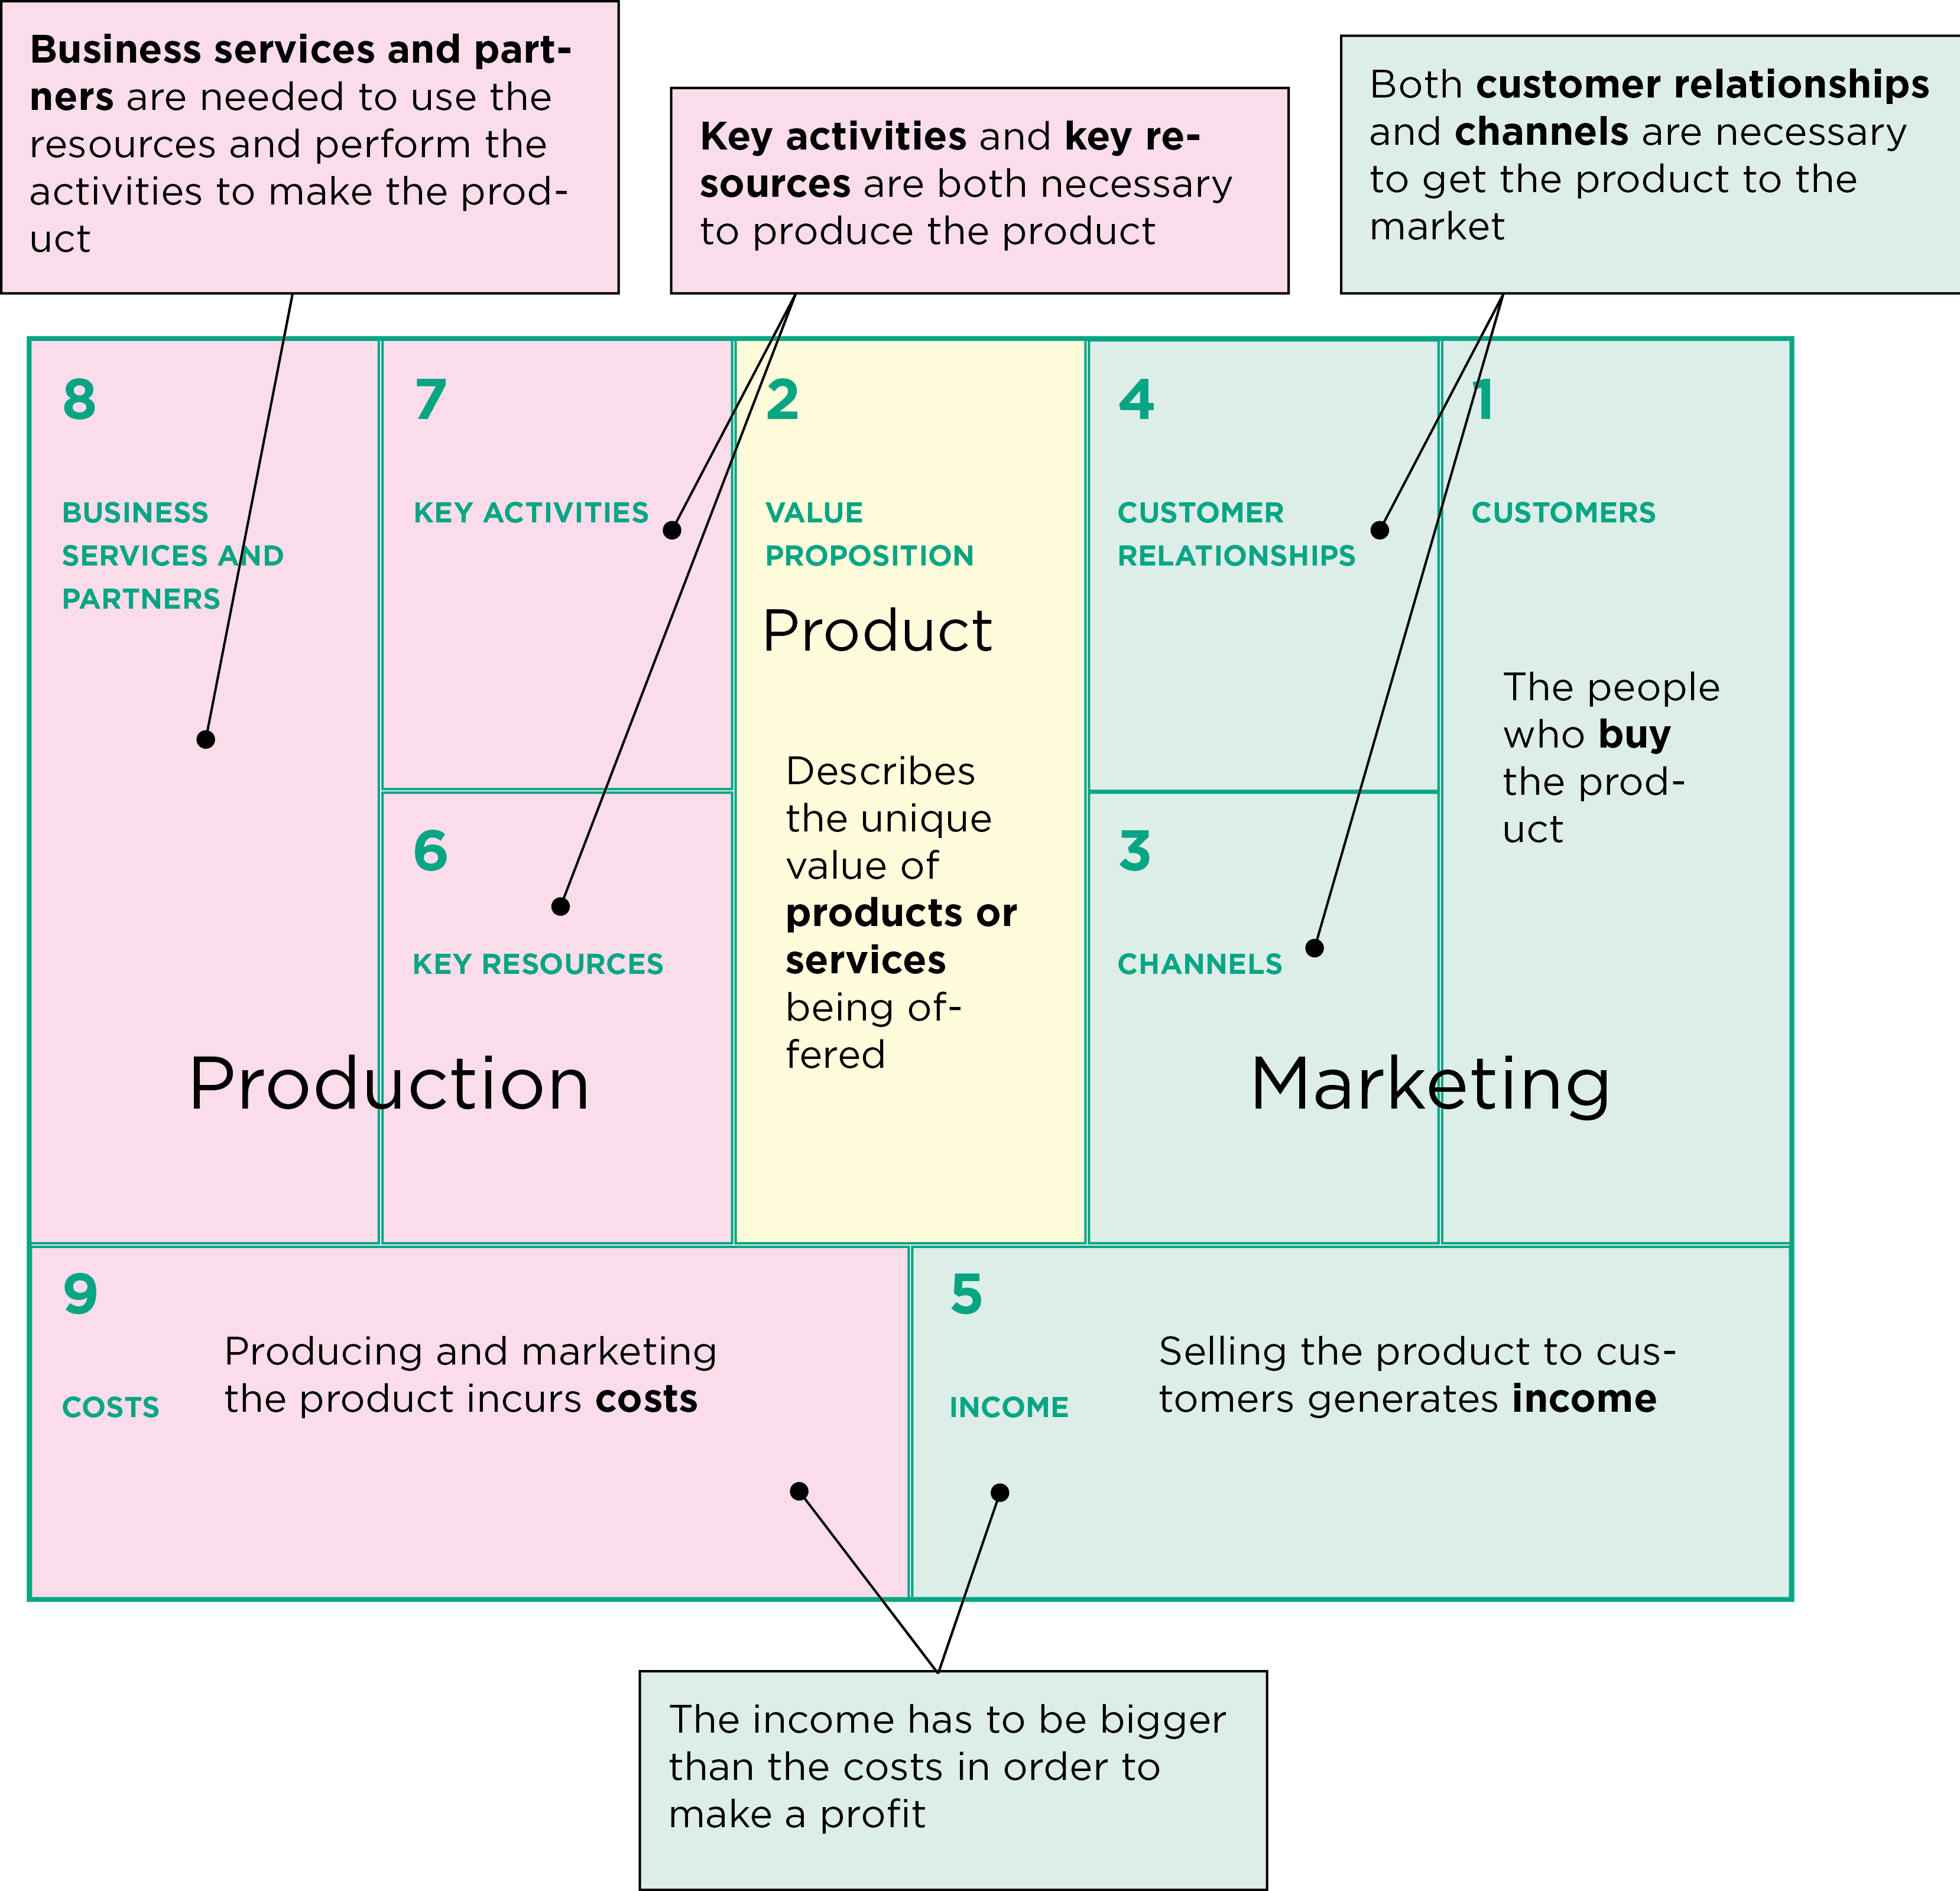 Business services and part-
ners are needed to use the
resources and perform the
activities to make the prod-
uct
Key activities and key re-
sources are both necessary
to produce the product
Both customer relationships
and channels are necessary
to get the product to the
market
8
BUSINESS
SERVICES AND
PARTNERS
7
KEY ACTIVITIES
6
KEY RESOURCES
Production
2
VALUE
PROPOSITION
Product
Describes
the unique
value of
products or
services
being of-
fered
4
CUSTOMER
RELATIONSHIPS
3
CHANNELS
1
CUSTOMERS
The people
who buy
the prod-
uct
Marketing
9
COSTS
Producing and marketing
the product incurs costs
5
INCOME
Selling the product to cus-
tomers generates income
The income has to be bigger
than the costs in order to
make a profit